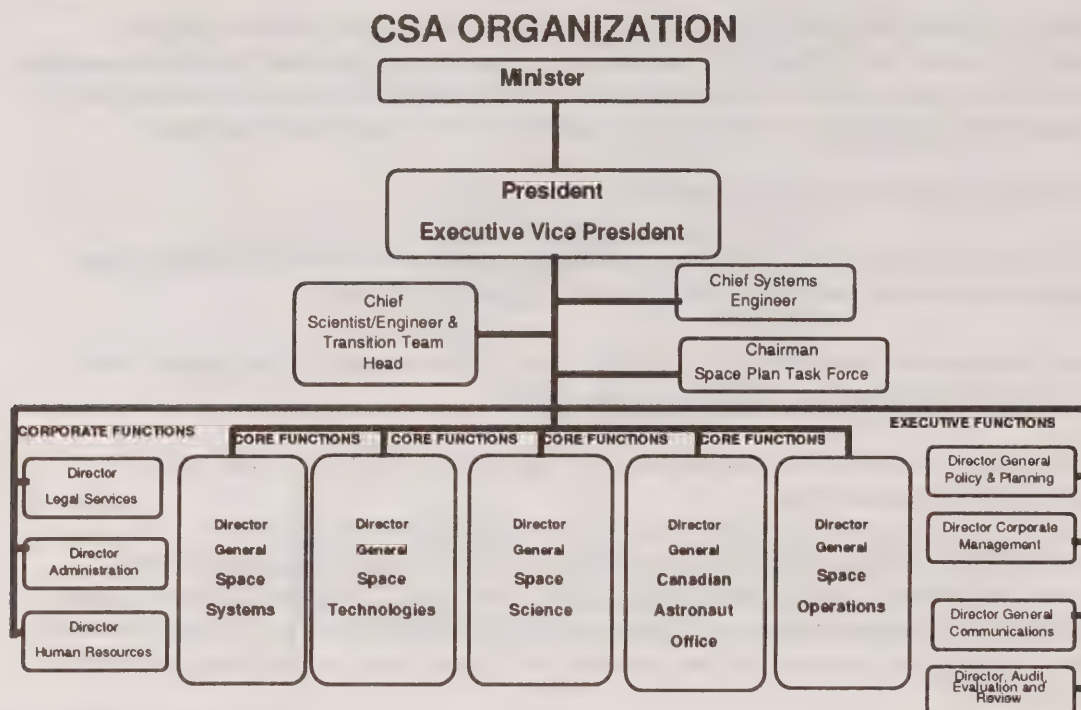 CSA ORGANIZATION
Minister
President
Executive Vice President
Chief
Scientist/Engineer &
Transition Team
Head
Chief Systems
Engineer
Chairman
Space Plan Task Force
CORPORATE FUNCTIONS
CORE FUNCTIONS
CORE FUNCTIONS
CORE FUNCTIONS
CORE FUNCTIONS
EXECUTIVE FUNCTIONS
Director
Legal Services
Director
Administration
Director
Human Resources
Director
General
Space
Systems
Director
General
Space
Technologies
Director
General
Space
Science
Director
General
Canadian
Astronaut
Office
Director
General
Space
Operations
Director General
Policy & Planning
Director Corporate
Management
Director General
Communications
Director, Audit,
Evaluation and
Review